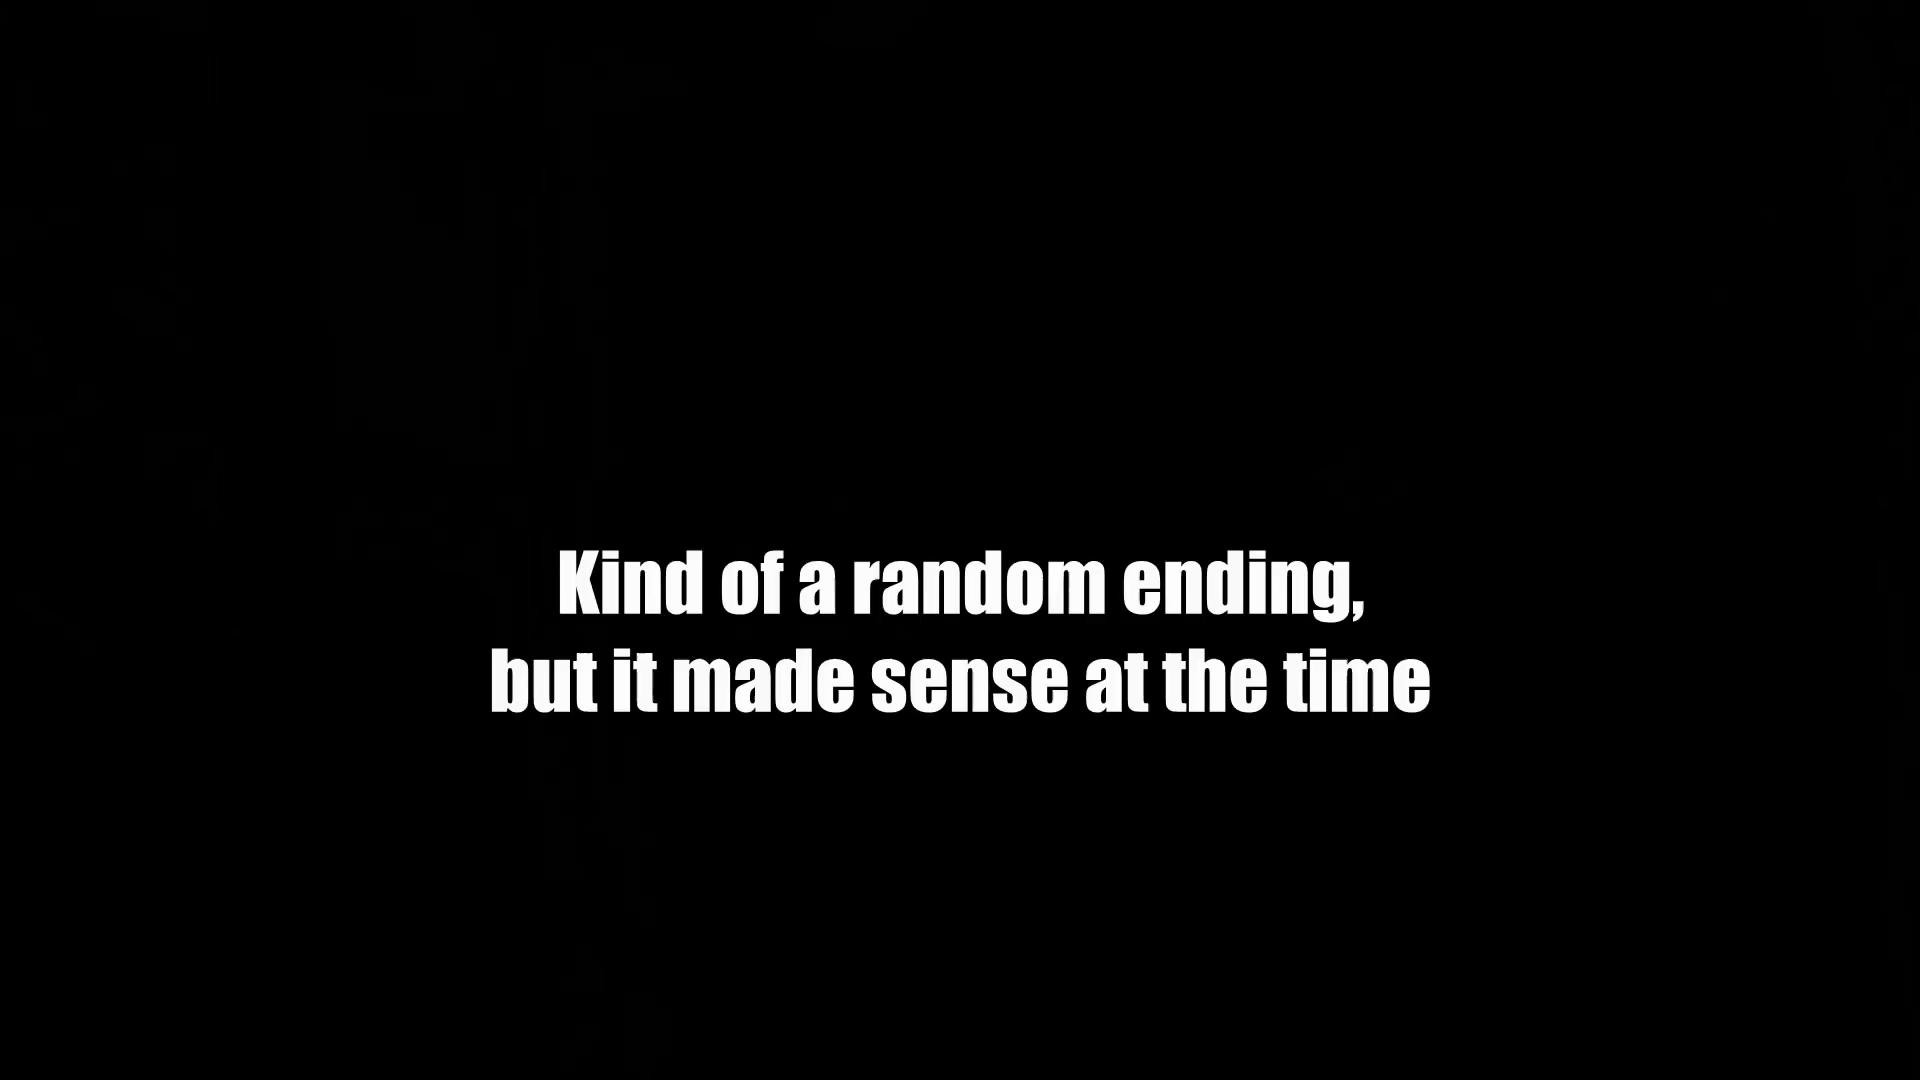 Kind of a random ending,
but it made sense at the time